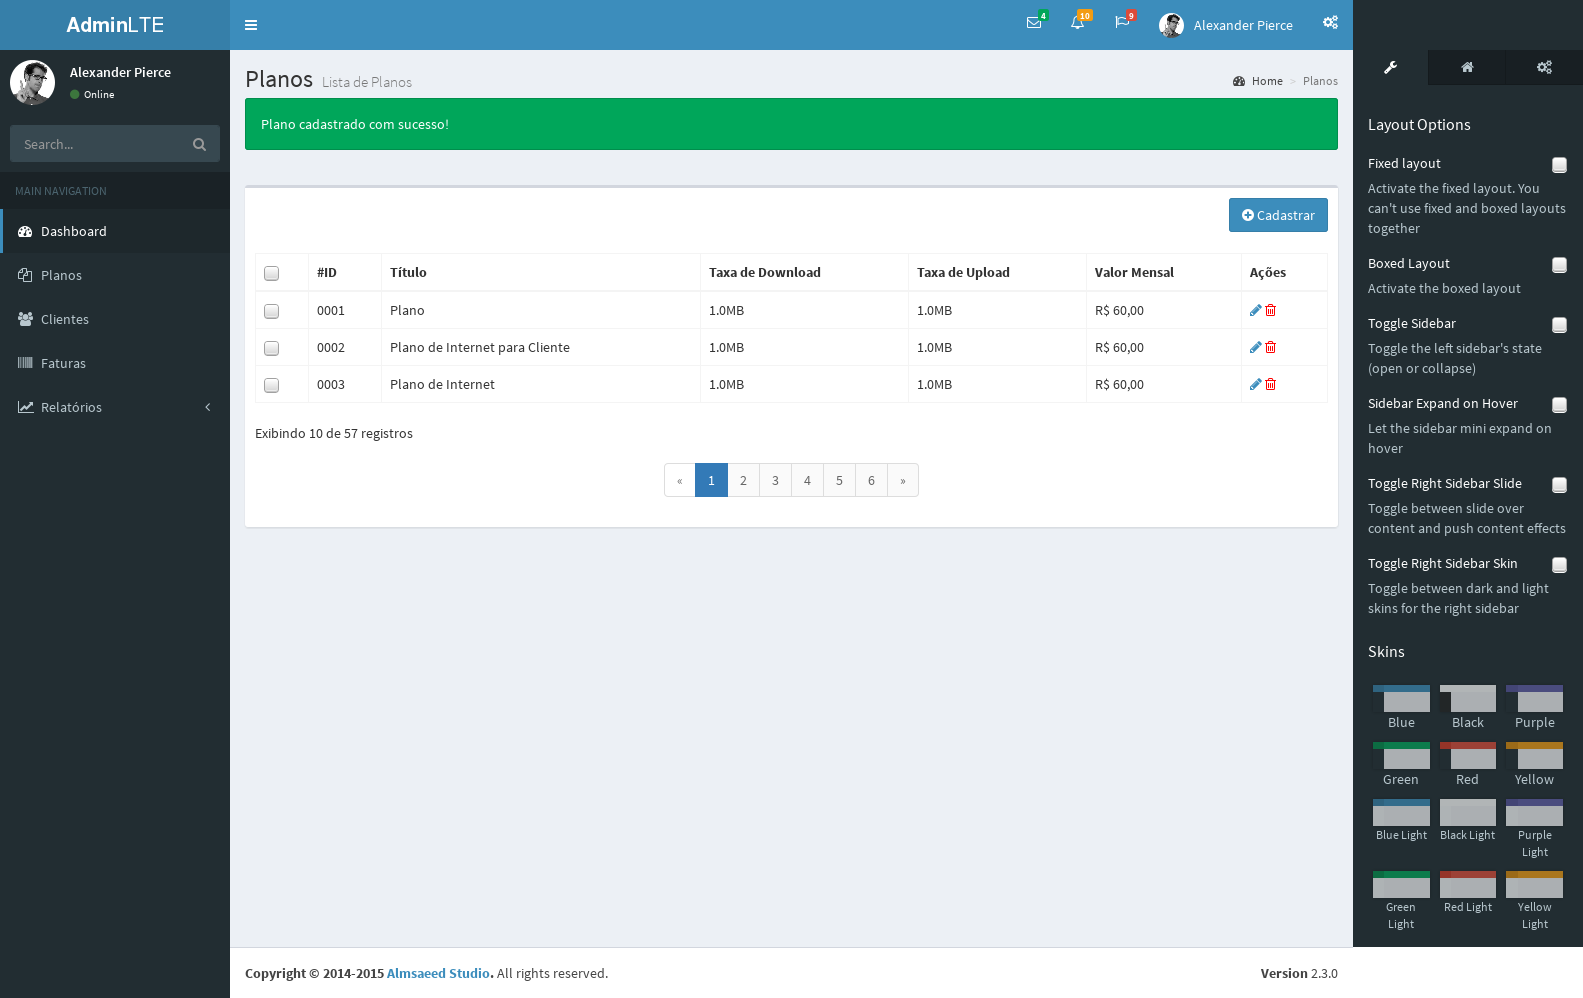 AdminLTE
4
10
9
Alexander Pierce
Alexander Pierce
Online
Search...
MAIN NAVIGATION
Dashboard
Planos
Clientes
Faturas
Relatórios
Planos Lista de Planos
Home > Planos
Plano cadastrado com sucesso!
Cadastrar
#ID Título Taxa de Download Taxa de Upload Valor Mensal Ações
0001 Plano 1.0MB 1.0MB R$ 60,00
0002 Plano de Internet para Cliente 1.0MB 1.0MB R$ 60,00
0003 Plano de Internet 1.0MB 1.0MB R$ 60,00
Exibindo 10 de 57 registros
« 1 2 3 4 5 6 »
Layout Options
Fixed layout
Activate the fixed layout. You
can't use fixed and boxed layouts
together
Boxed Layout
Activate the boxed layout
Toggle Sidebar
Toggle the left sidebar's state
(open or collapse)
Sidebar Expand on Hover
Let the sidebar mini expand on
hover
Toggle Right Sidebar Slide
Toggle between slide over
content and push content effects
Toggle Right Sidebar Skin
Toggle between dark and light
skins for the right sidebar
Skins
Blue Black Purple
Green Red Yellow
Blue Light Black Light Purple
Light
Green Red Light Yellow
Light Light
Copyright © 2014-2015 Almsaeed Studio. All rights reserved.
Version 2.3.0